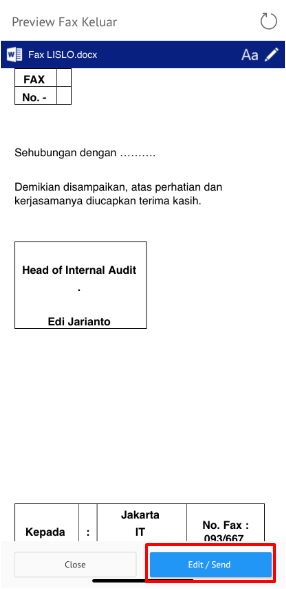 Preview Fax Keluar
Fax LISLO.docx Aa
FAX
No. -
Sehubungan dengan ……….
Demikian disampaikan, atas perhatian dan
kerjasamanya diucapkan terima kasih.
Head of Internal Audit
.
Edi Jarianto
Kepada :
Jakarta
IT
No. Fax :
093/667
Close
Edit / Send